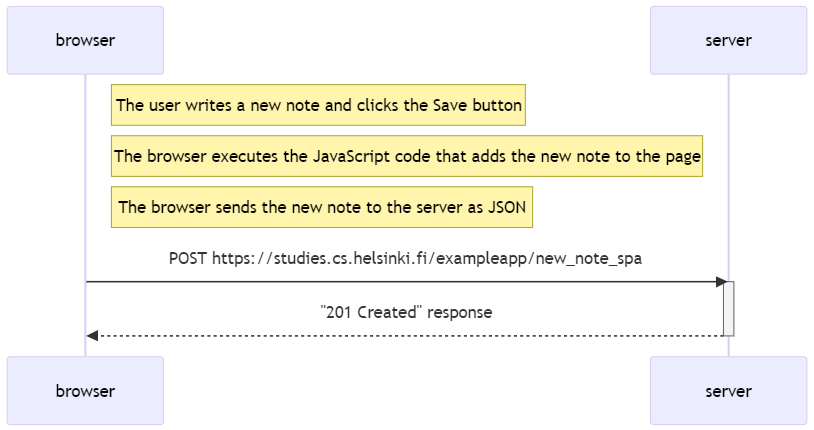 browser
server
The user writes a new note and clicks the Save button
The browser executes the JavaScript code that adds the new note to the page
The browser sends the new note to the server as JSON
POST https://studies.cs.helsinki.fi/exampleapp/new_note_spa
"201 Created" response
browser
server